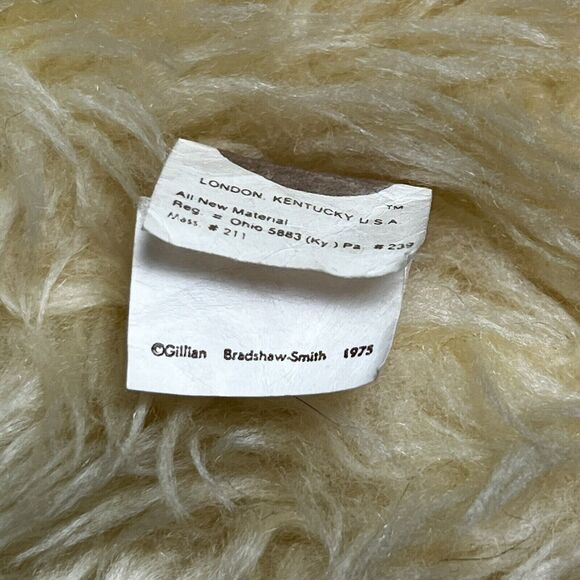 LONDON, KENTUCKY U.S.A
TM
All New Material
Reg = Ohio 5883 (Ky.) Pa. # 239
Mass. # 211
©Gillian Bradshaw-Smith 1975